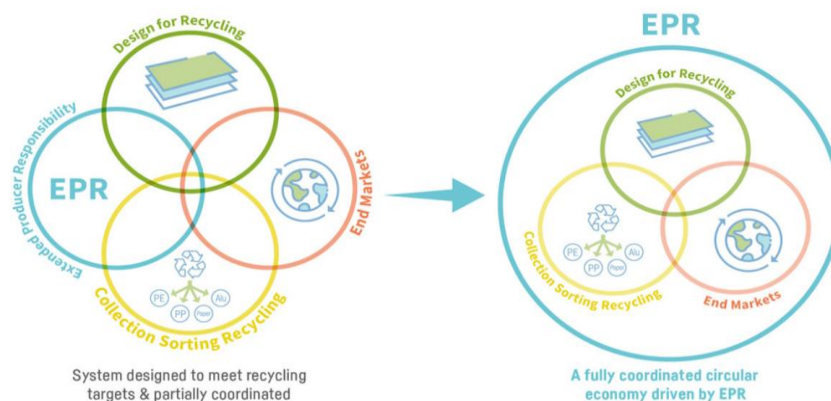 Design for Recycling
Extended Producer Responsibility
EPR
End Markets
PE
PP
Paper
Alu
Collection Sorting Recycling
System designed to meet recycling
targets & partially coordinated
EPR
Design for Recycling
Collection Sorting Recycling
PE
PP
Paper
Alu
End Markets
A fully coordinated circular
economy driven by EPR